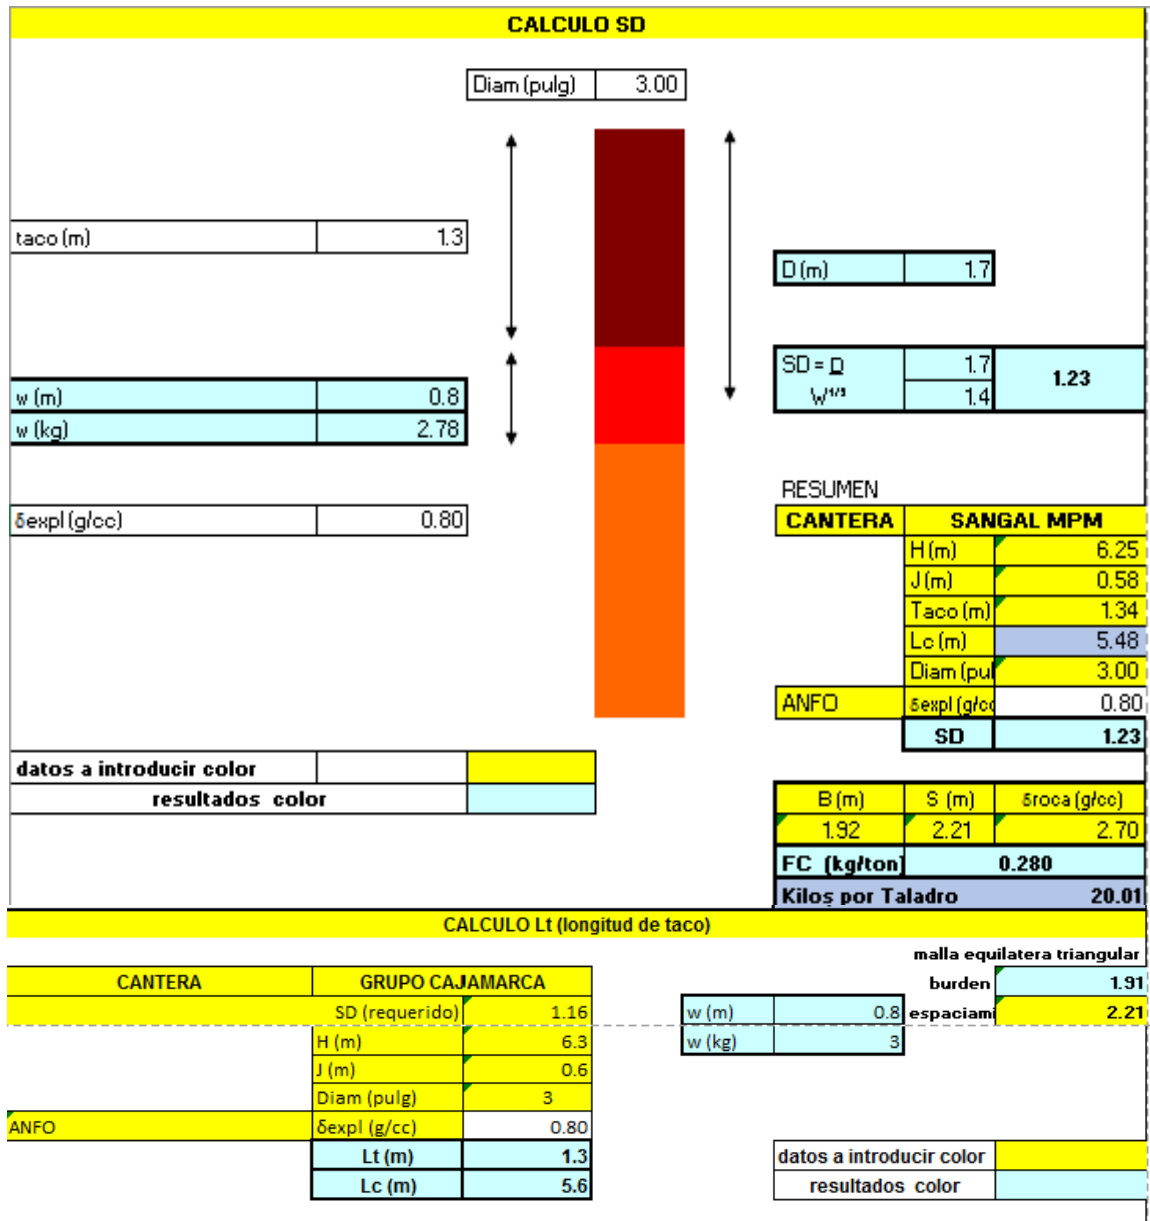 CALCULO SD
Diam (pulg) 3.00
taco (m) 1.3
D (m) 1.7
SD = D 1.7 1.23
W^1/3 1.4
w (m) 0.8
w (kg) 2.78
RESUMEN
δexpl (g/cc) 0.80
CANTERA SANGAL MPM
H (m) 6.25
J (m) 0.58
Taco (m) 1.34
Lc (m) 5.48
Diam (pul 3.00
ANFO δexpl (g/cc 0.80
SD 1.23
datos a introducir color
resultados color
B (m) S (m) δroca (g/cc)
1.92 2.21 2.70
FC (kg/ton) 0.280
Kilos por Taladro 20.01
CALCULO Lt (longitud de taco)
malla equilatera triangular
CANTERA GRUPO CAJAMARCA burden 1.91
SD (requerido) 1.16 w (m) 0.8 espaciami 2.21
H (m) 6.3 w (kg) 3
J (m) 0.6
Diam (pulg) 3
ANFO δexpl (g/cc) 0.80
Lt (m) 1.3 datos a introducir color
Lc (m) 5.6 resultados color